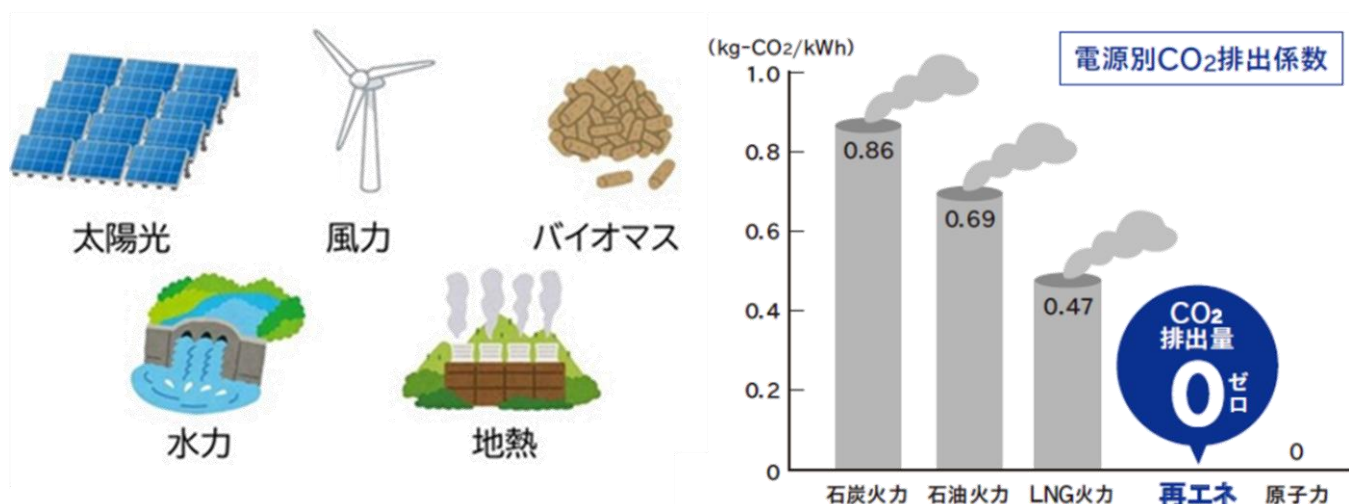 太陽光
風力
バイオマス
水力
地熱
(kg-CO2/kWh)
電源別CO2排出係数
1.0
0.8
0.6
0.4
0.2
0
0.86
0.69
0.47
CO2
排出量
0ゼロ
0
石炭火力
石油火力
LNG火力
再エネ
原子力